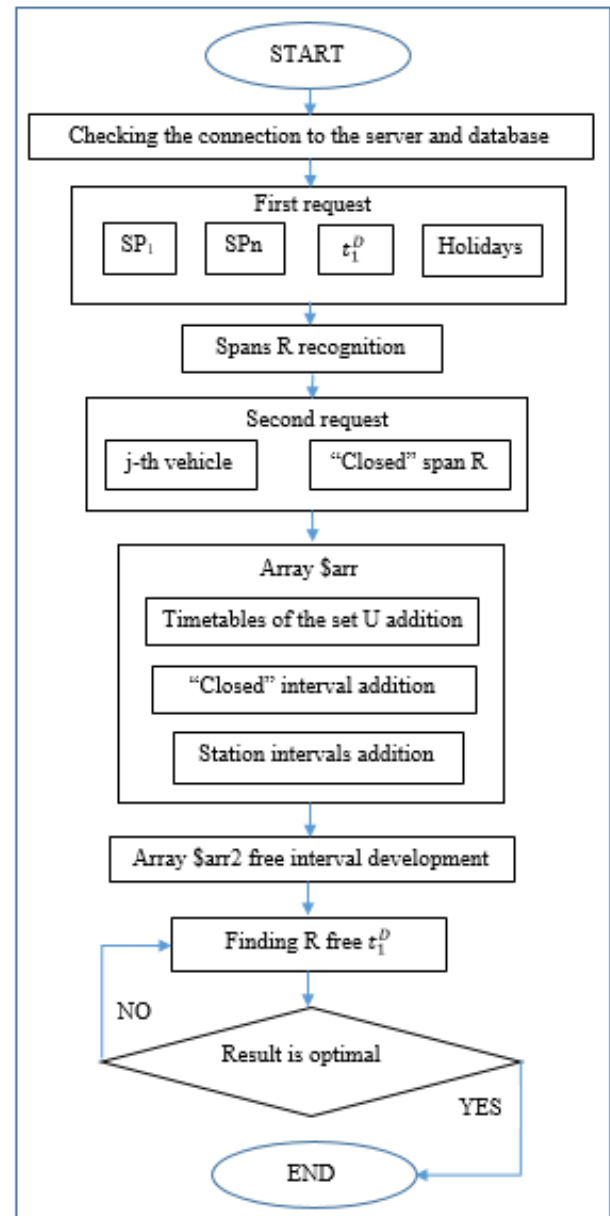 START
Checking the connection to the server and database
First request
SP₁
SPn
$t_1^D$
Holidays
Spans R recognition
Second request
j-th vehicle
“Closed” span R
Array $arr
Timetables of the set U addition
“Closed” interval addition
Station intervals addition
Array $arr2 free interval development
Finding R free $t_1^D$
NO
Result is optimal
YES
END